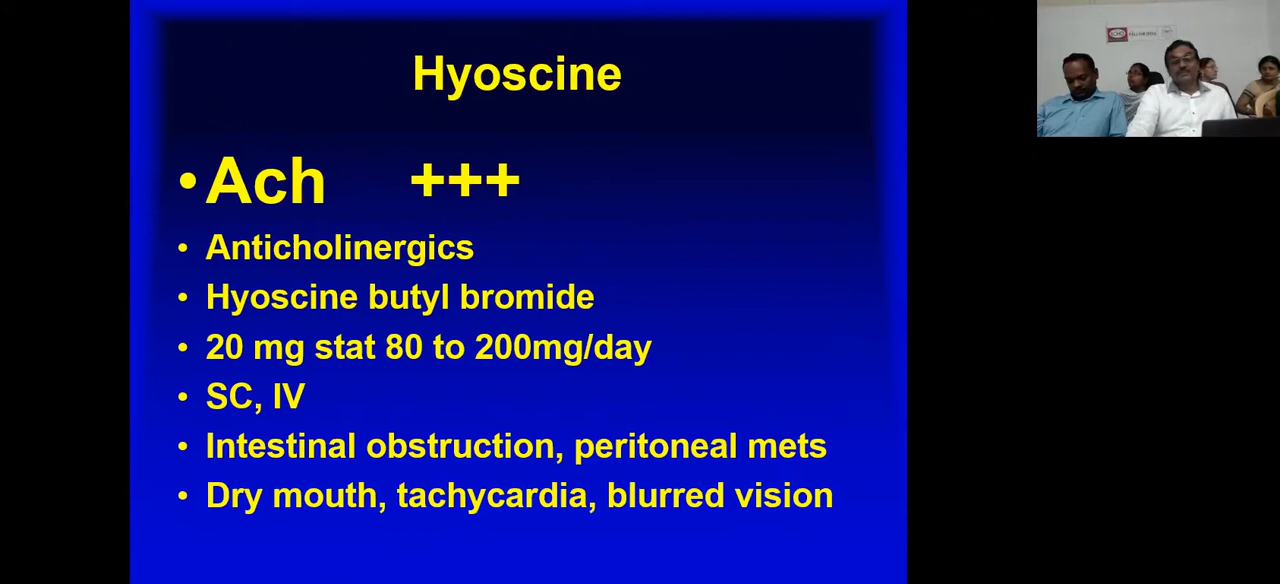 Hyoscine
• Ach +++
• Anticholinergics
• Hyoscine butyl bromide
• 20 mg stat 80 to 200mg/day
• SC, IV
• Intestinal obstruction, peritoneal mets
• Dry mouth, tachycardia, blurred vision